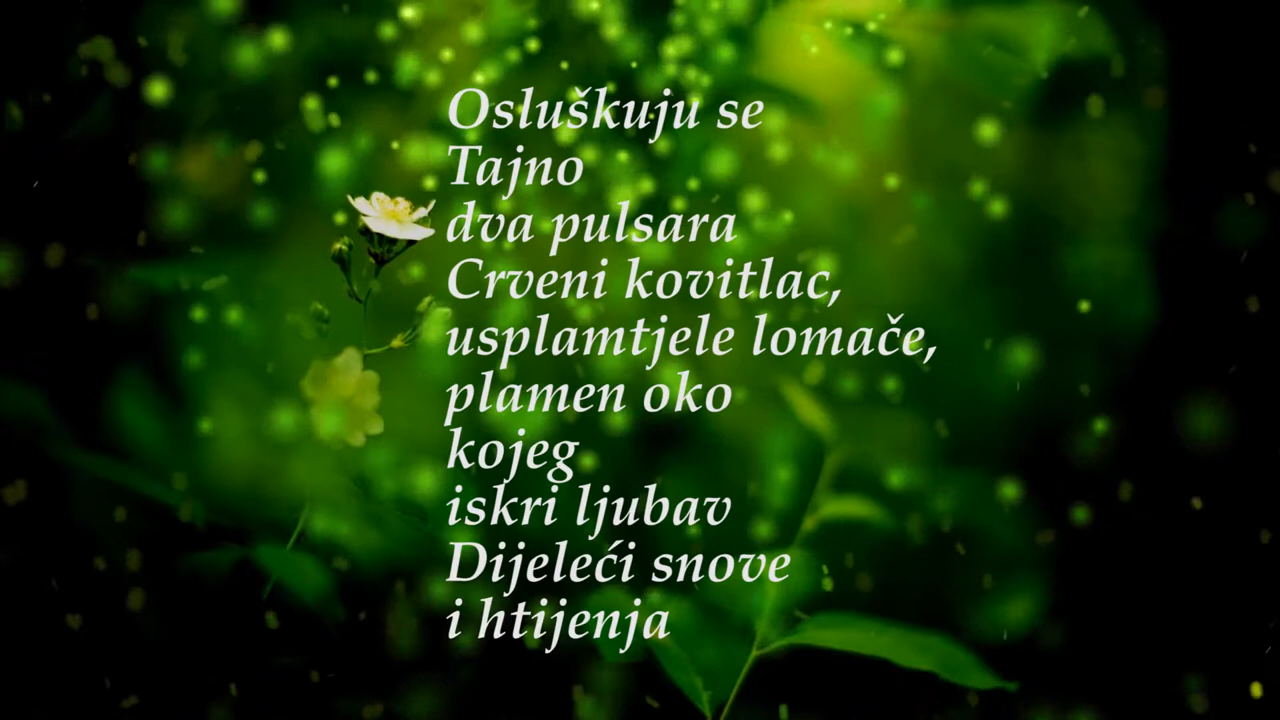 Osluškuju se
Tajno
dva pulsara
Crveni kovitlac,
usplamtjele lomače,
plamen oko
kojeg
iskri ljubav
Dijeleći snove
i htijenja